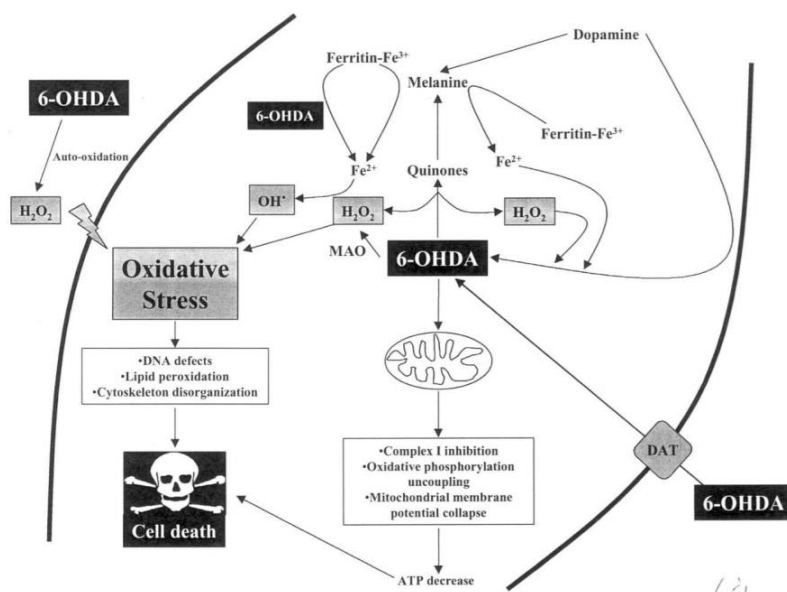 Dopamine
Ferritin-Fe³⁺
Melanine
6-OHDA
6-OHDA
Ferritin-Fe³⁺
Auto-oxidation
Fe²⁺
Quinones
Fe²⁺
OH•
H₂O₂
H₂O₂
H₂O₂
MAO
6-OHDA
Oxidative
Stress
•DNA defects
•Lipid peroxidation
•Cytoskeleton disorganization
•Complex I inhibition
•Oxidative phosphorylation
uncoupling
•Mitochondrial membrane
potential collapse
DAT
6-OHDA
Cell death
ATP decrease